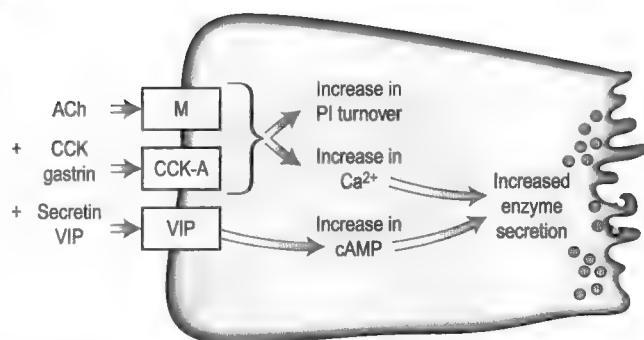 ACh
M
+ CCK
gastrin
CCK-A
+ Secretin
VIP
VIP
Increase in
PI turnover
Increase in
Ca²⁺
Increase in
cAMP
Increased
enzyme
secretion